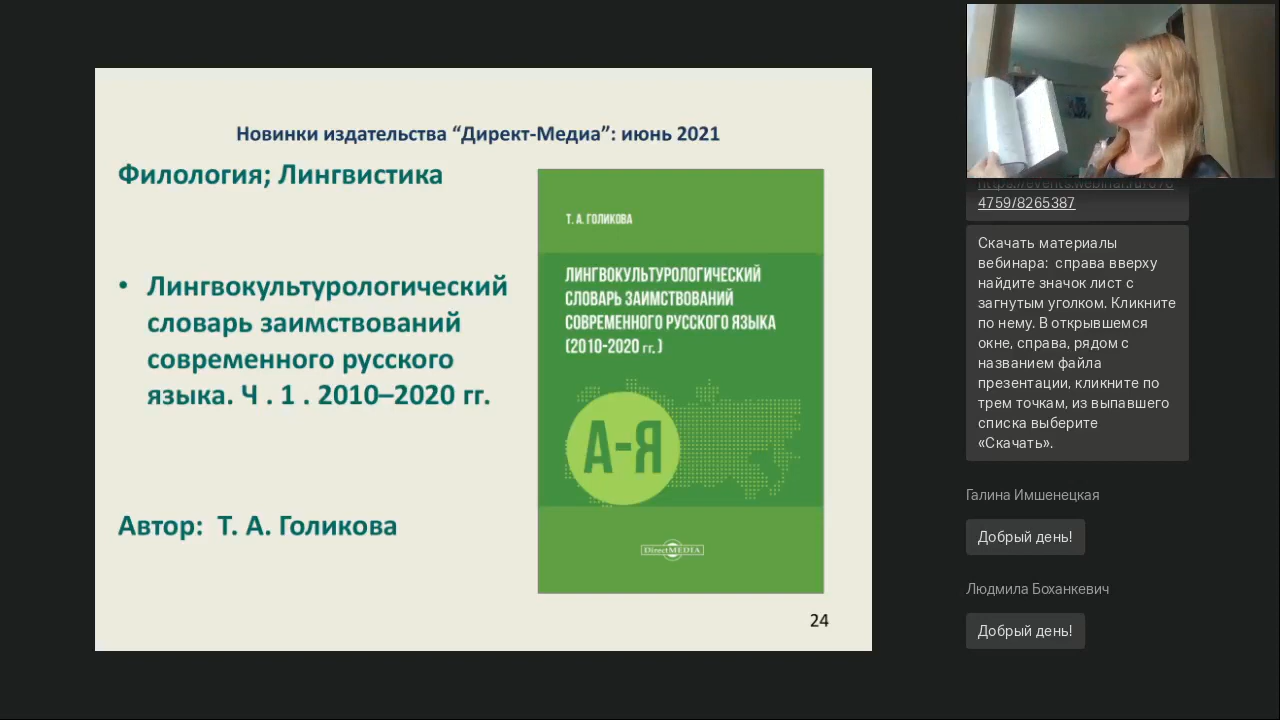 Новинки издательства “Директ-Медиа”: июнь 2021
Филология; Лингвистика
• Лингвокультурологический
словарь заимствований
современного русского
языка. Ч . 1 . 2010–2020 гг.
Автор: Т. А. Голикова
Т. А. ГОЛИКОВА
ЛИНГВОКУЛЬТУРОЛОГИЧЕСКИЙ
СЛОВАРЬ ЗАИМСТВОВАНИЙ
СОВРЕМЕННОГО РУССКОГО ЯЗЫКА
(2010-2020 гг.)
А-Я
DirectMEDIA
24
4759/8265387
Скачать материалы
вебинара: справа вверху
найдите значок лист с
загнутым уголком. Кликните
по нему. В открывшемся
окне, справа, рядом с
названием файла
презентации, кликните по
трем точкам, из выпавшего
списка выберите
«Скачать».
Галина Имшенецкая
Добрый день!
Людмила Боханкевич
Добрый день!